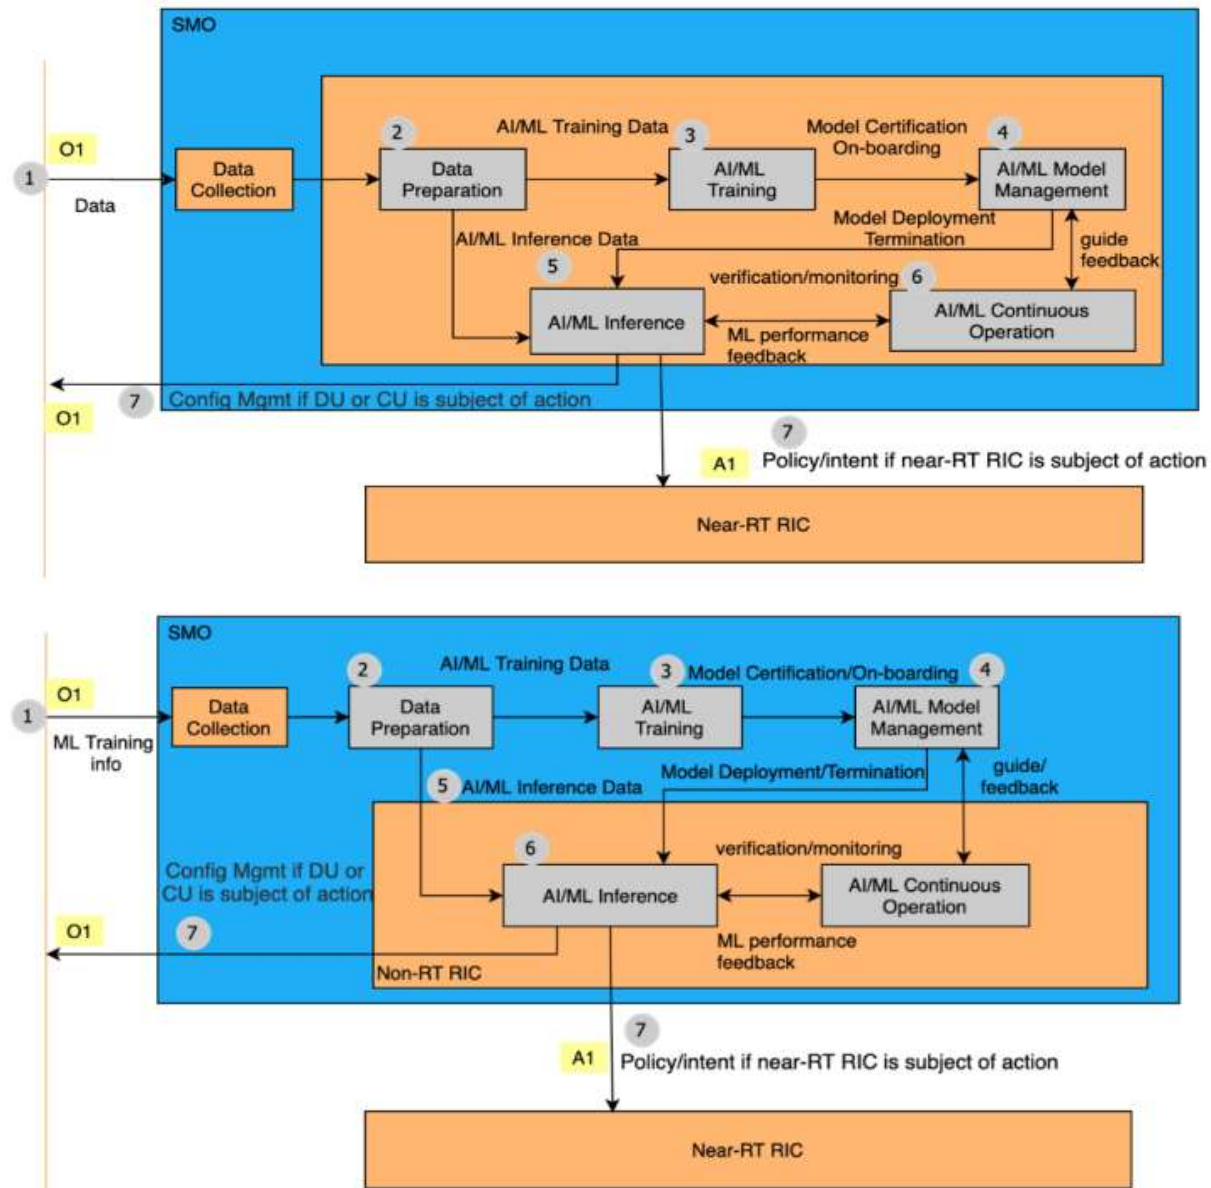 SMO
2
AI/ML Training Data
3
Model Certification
On-boarding
4
O1
1
Data
Data
Collection
Data
Preparation
AI/ML
Training
AI/ML Model
Management
AI/ML Inference Data
Model Deployment
Termination
guide
feedback
5
verification/monitoring
6
AI/ML Inference
AI/ML Continuous
Operation
ML performance
feedback
7
Config Mgmt if DU or CU is subject of action
O1
7
A1
Policy/intent if near-RT RIC is subject of action
Near-RT RIC
SMO
2
AI/ML Training Data
3
Model Certification/On-boarding
4
O1
1
ML Training
info
Data
Collection
Data
Preparation
AI/ML
Training
AI/ML Model
Management
5
AI/ML Inference Data
Model Deployment/Termination
guide/
feedback
6
verification/monitoring
Config Mgmt if DU or
CU is subject of action
AI/ML Inference
AI/ML Continuous
Operation
O1
7
ML performance
feedback
Non-RT RIC
7
A1
Policy/intent if near-RT RIC is subject of action
Near-RT RIC